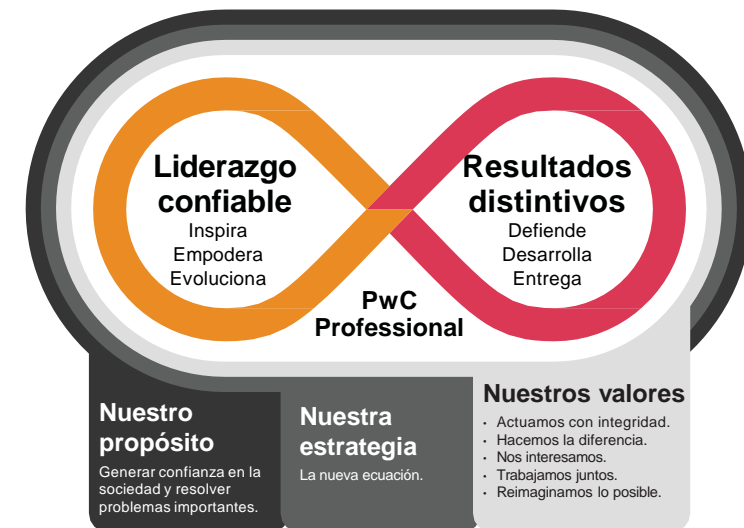 Liderazgo
confiable
Inspira
Empodera
Evoluciona
Resultados
distintivos
Defiende
Desarrolla
Entrega
PwC
Professional
Nuestro
propósito
Generar confianza en la
sociedad y resolver
problemas importantes.
Nuestra
estrategia
La nueva ecuación.
Nuestros valores
· Actuamos con integridad.
· Hacemos la diferencia.
· Nos interesamos.
· Trabajamos juntos.
· Reimaginamos lo posible.